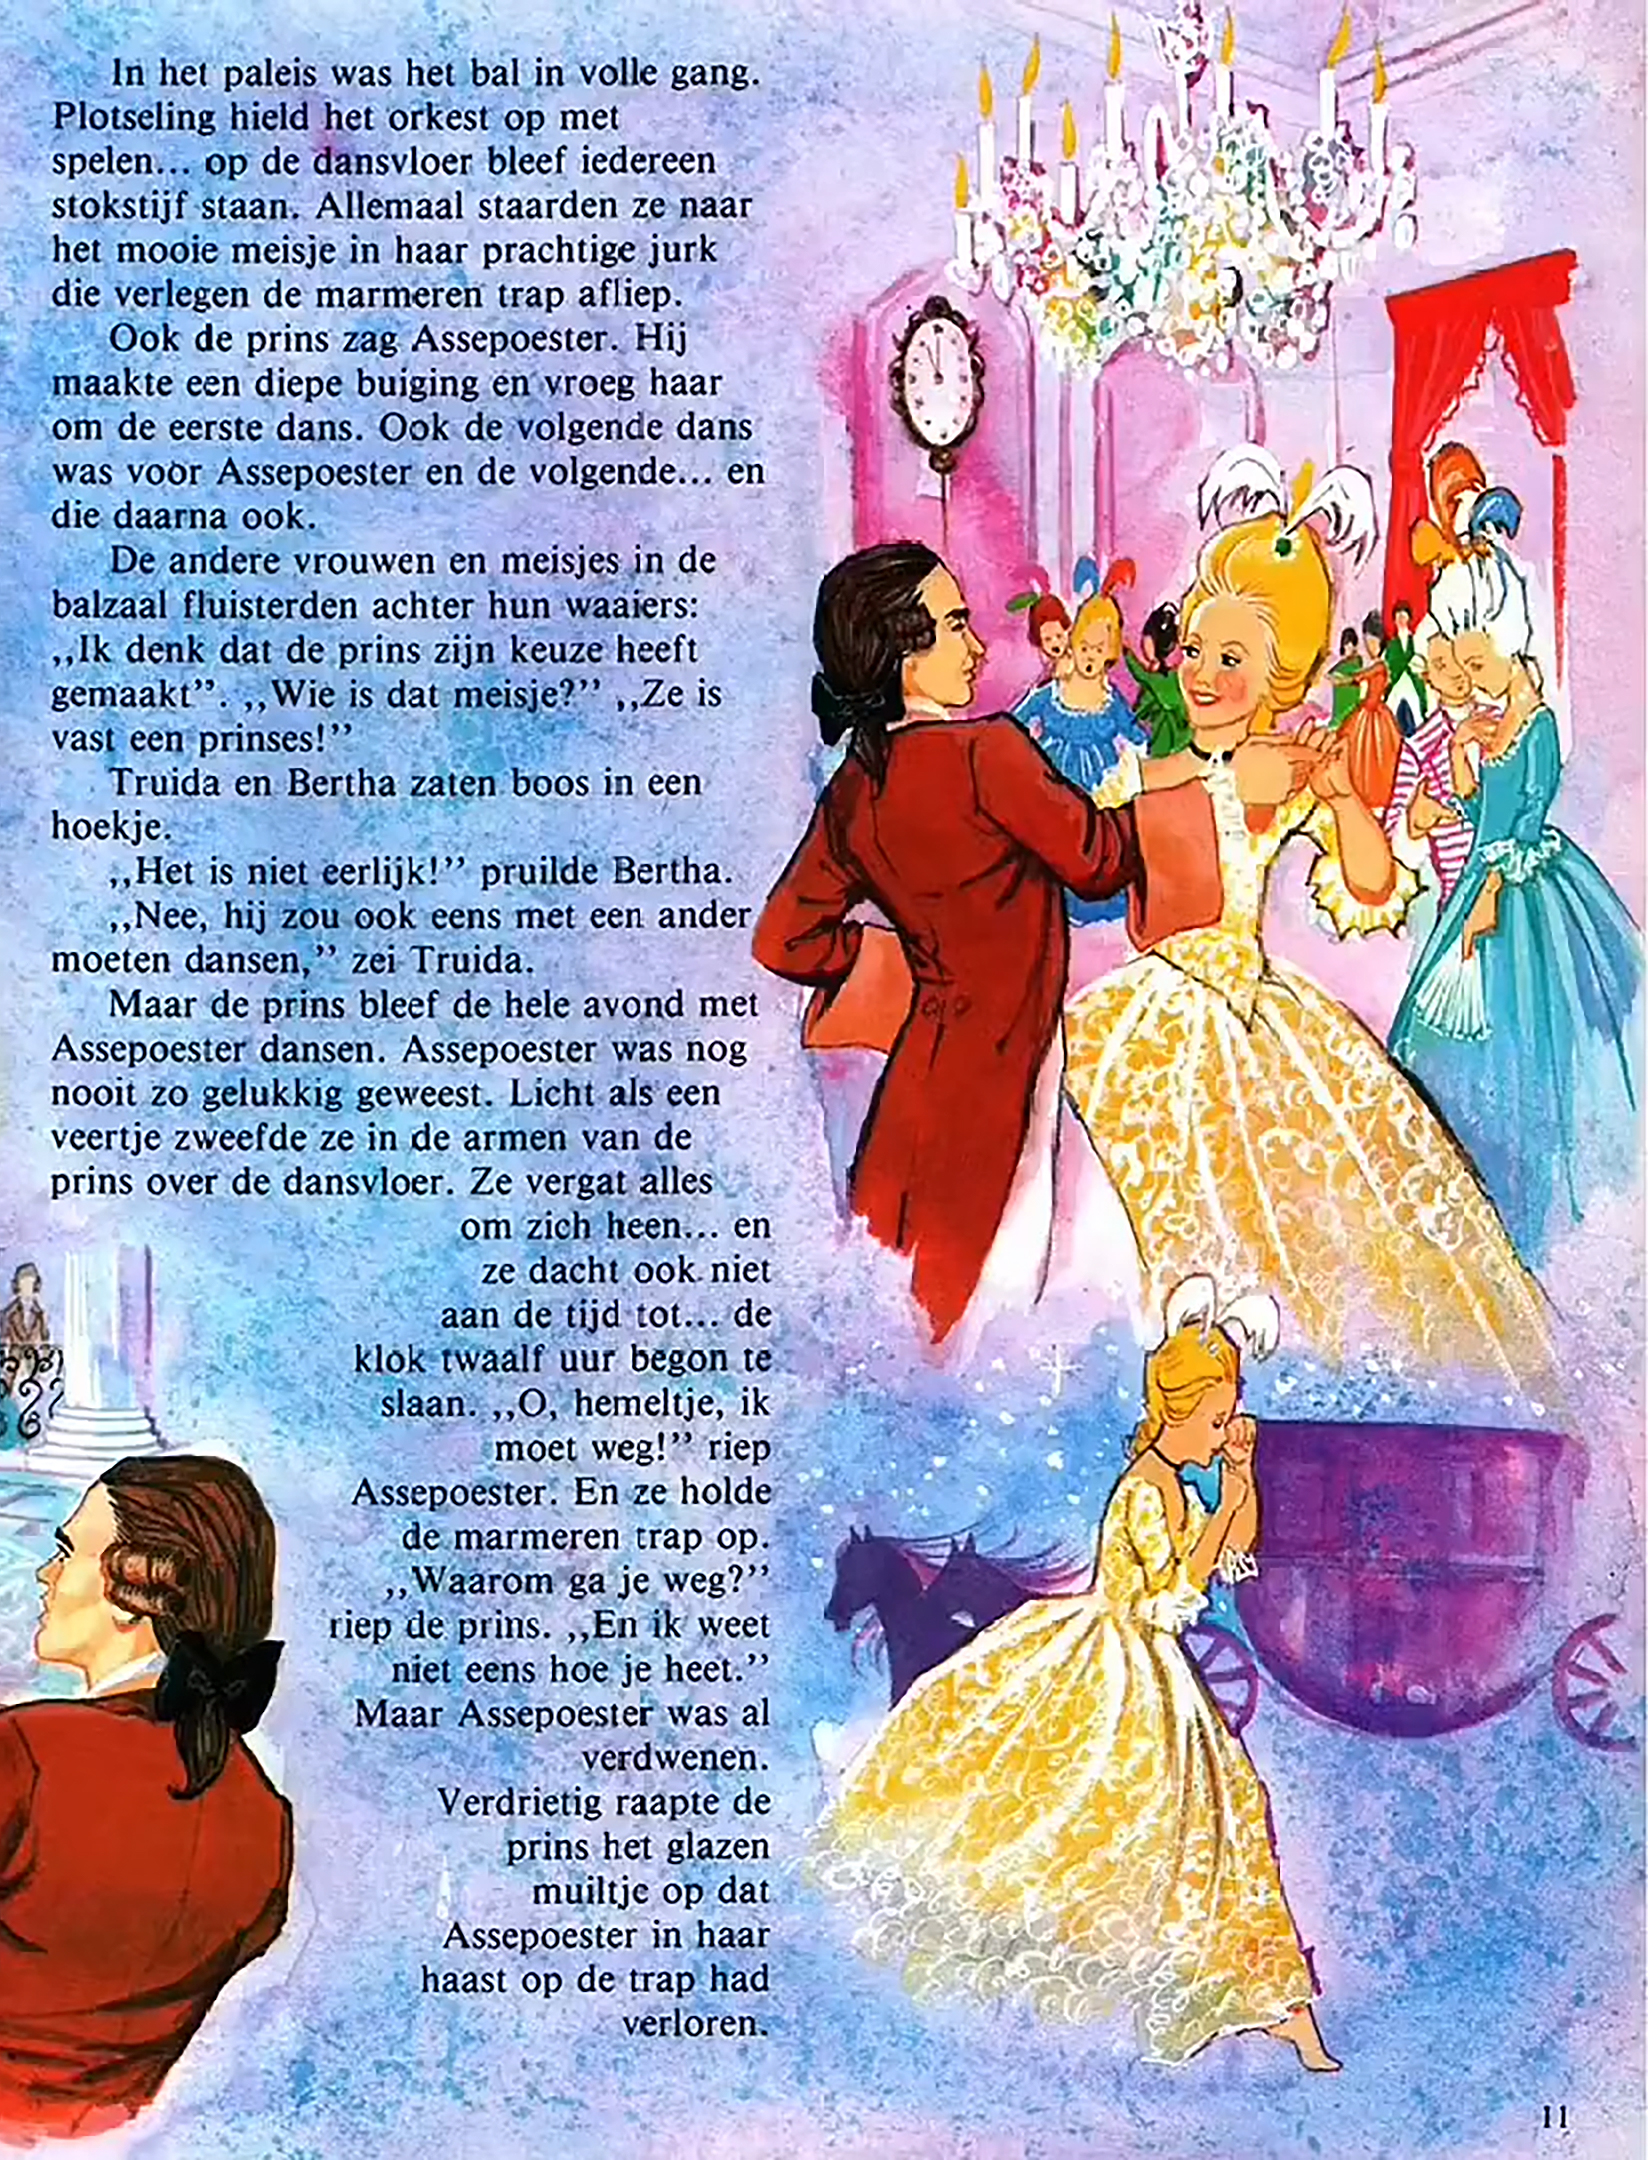 In het paleis was het bal in volle gang.
Plotseling hield het orkest op met
spelen... op de dansvloer bleef iedereen
stokstijf staan. Allemaal staarden ze naar
het mooie meisje in haar prachtige jurk
die verlegen de marmeren trap afliep.
Ook de prins zag Assepoester. Hij
maakte een diepe buiging en vroeg haar
om de eerste dans. Ook de volgende dans
was voor Assepoester en de volgende... en
die daarna ook.
De andere vrouwen en meisjes in de
balzaal fluisterden achter hun waaiers:
,,Ik denk dat de prins zijn keuze heeft
gemaakt”. ,,Wie is dat meisje?” ,,Ze is
vast een prinses!”
Truida en Bertha zaten boos in een
hoekje.
,,Het is niet eerlijk!” pruilde Bertha.
,,Nee, hij zou ook eens met een ander
moeten dansen,” zei Truida.
Maar de prins bleef de hele avond met
Assepoester dansen. Assepoester was nog
nooit zo gelukkig geweest. Licht als een
veertje zweefde ze in de armen van de
prins over de dansvloer. Ze vergat alles
om zich heen... en
ze dacht ook niet
aan de tijd tot... de
klok twaalf uur begon te
slaan. ,,O, hemeltje, ik
moet weg!” riep
Assepoester. En ze holde
de marmeren trap op.
,,Waarom ga je weg?”
riep de prins. ,,En ik weet
niet eens hoe je heet.”
Maar Assepoester was al
verdwenen.
Verdrietig raapte de
prins het glazen
muiltje op dat
Assepoester in haar
haast op de trap had
verloren.
11